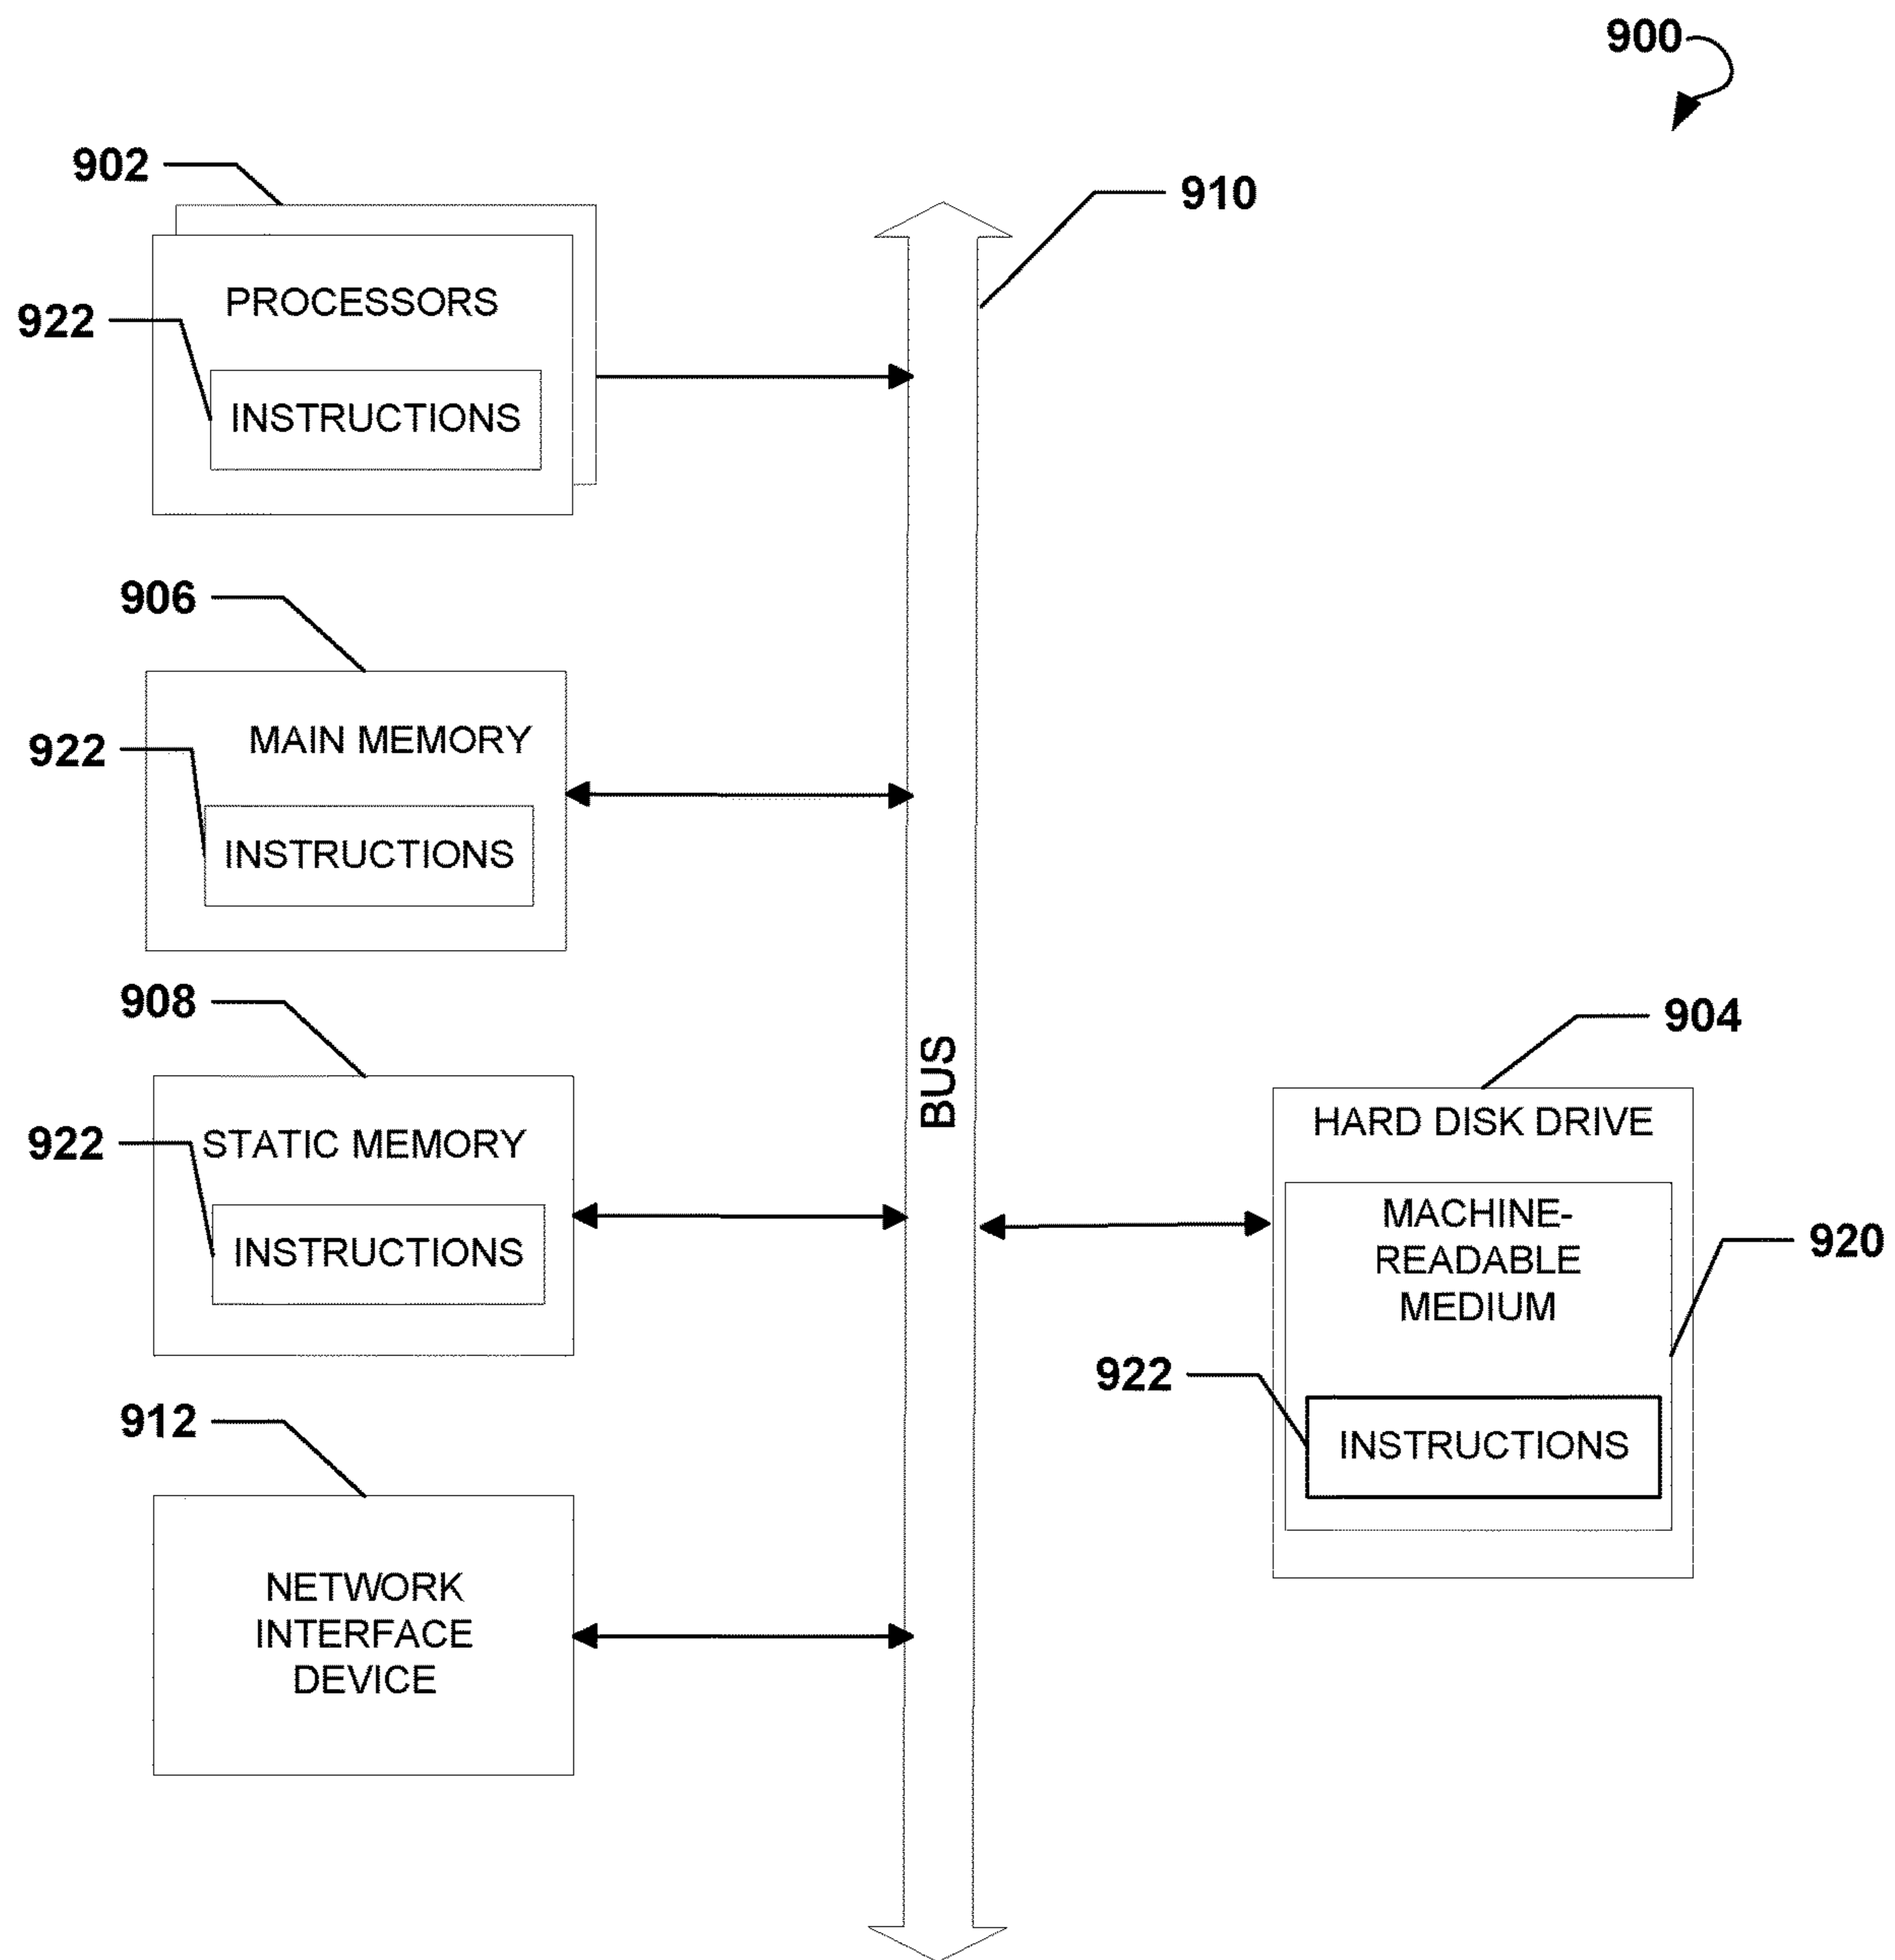 900
902
910
PROCESSORS
922
INSTRUCTIONS
906
MAIN MEMORY
922
INSTRUCTIONS
908
904
BUS
HARD DISK DRIVE
922
STATIC MEMORY
INSTRUCTIONS
MACHINE-
READABLE
MEDIUM
920
922
INSTRUCTIONS
912
NETWORK
INTERFACE
DEVICE